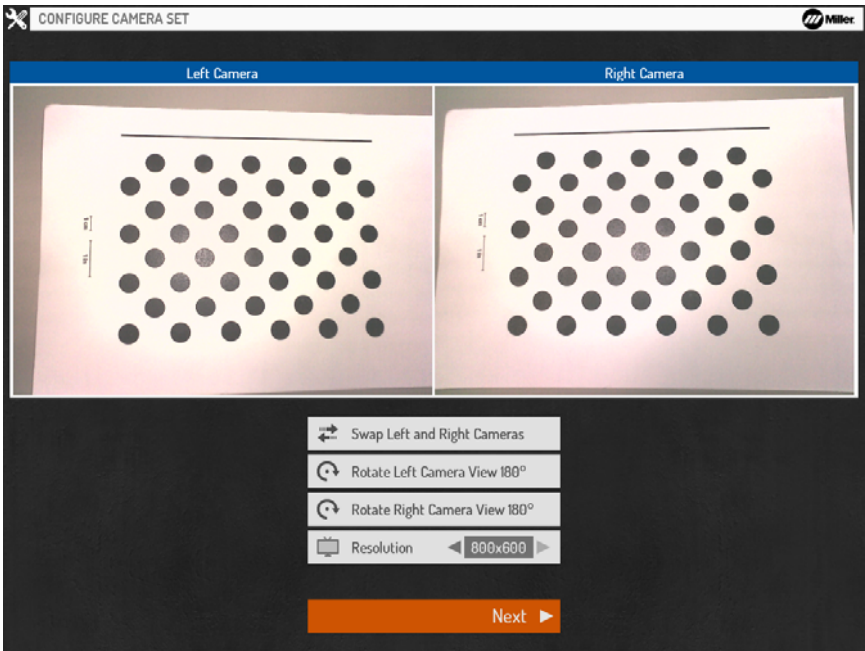 CONFIGURE CAMERA SET
Miller.
Left Camera
Right Camera
Swap Left and Right Cameras
Rotate Left Camera View 180°
Rotate Right Camera View 180°
Resolution 800x600
Next